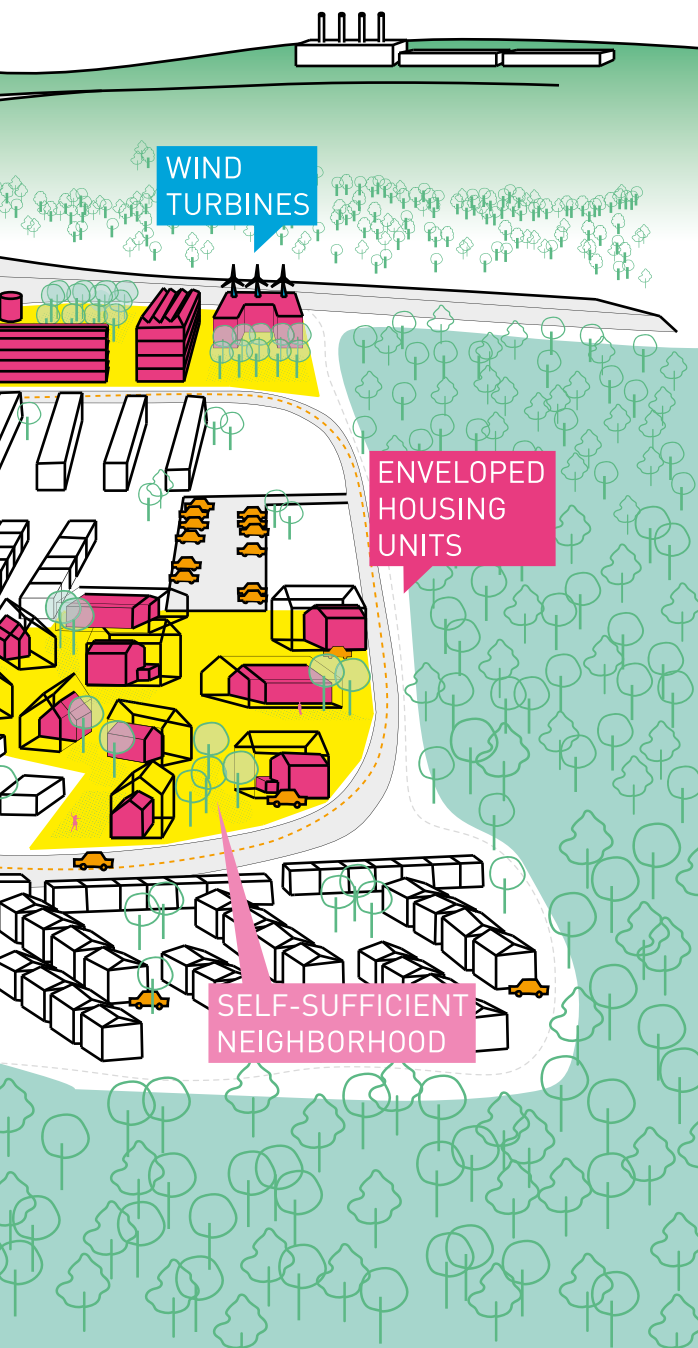 WIND
TURBINES
ENVELOPED
HOUSING
UNITS
SELF-SUFFICIENT
NEIGHBORHOOD